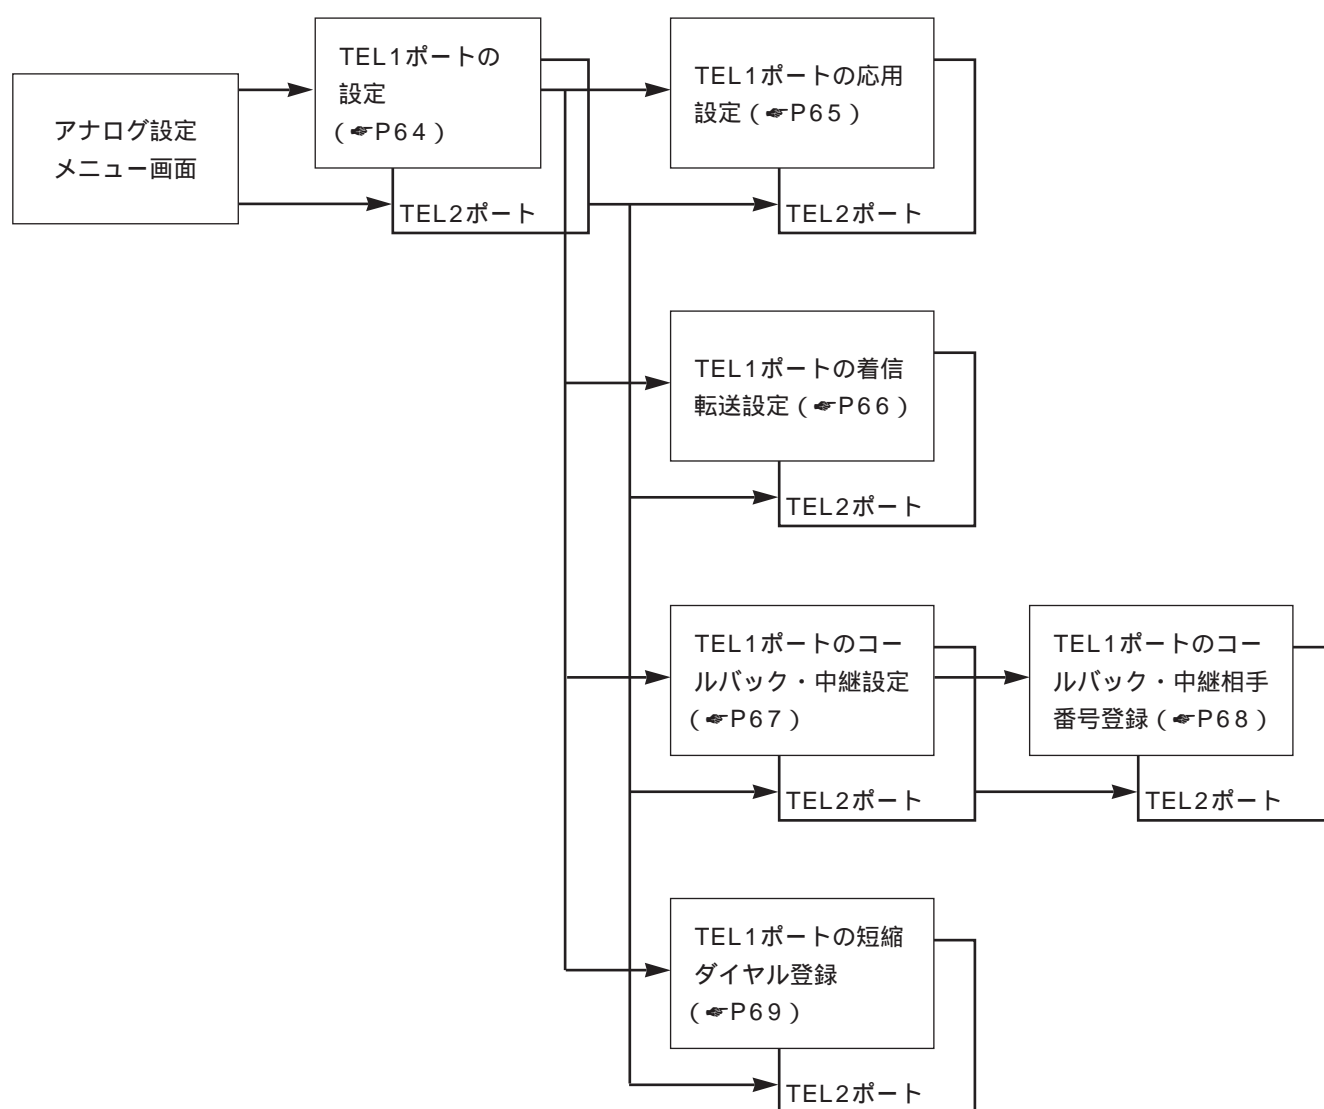 アナログ設定
メニュー画面
TEL1ポートの
設定
（☛P64）
TEL2ポート
TEL1ポートの応用
設定（☛P65）
TEL2ポート
TEL1ポートの着信
転送設定（☛P66）
TEL2ポート
TEL1ポートのコー
ルバック・中継設定
（☛P67）
TEL2ポート
TEL1ポートのコー
ルバック・中継相手
番号登録（☛P68）
TEL2ポート
TEL1ポートの短縮
ダイヤル登録
（☛P69）
TEL2ポート